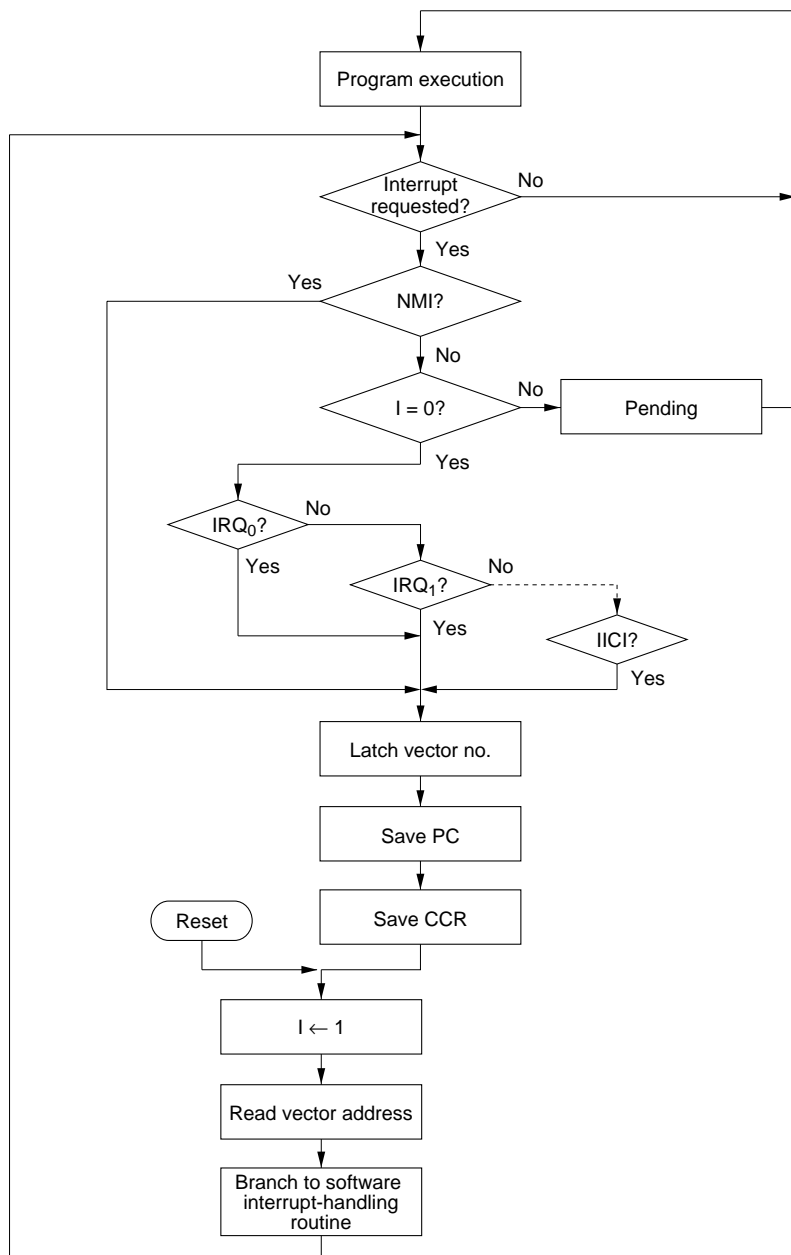 Program execution
Interrupt
requested?
No
Yes
Yes
NMI?
No
I = 0?
No
Pending
Yes
IRQ0?
No
Yes
IRQ1?
No
Yes
IICI?
Yes
Latch vector no.
Save PC
Save CCR
Reset
I ← 1
Read vector address
Branch to software
interrupt-handling
routine